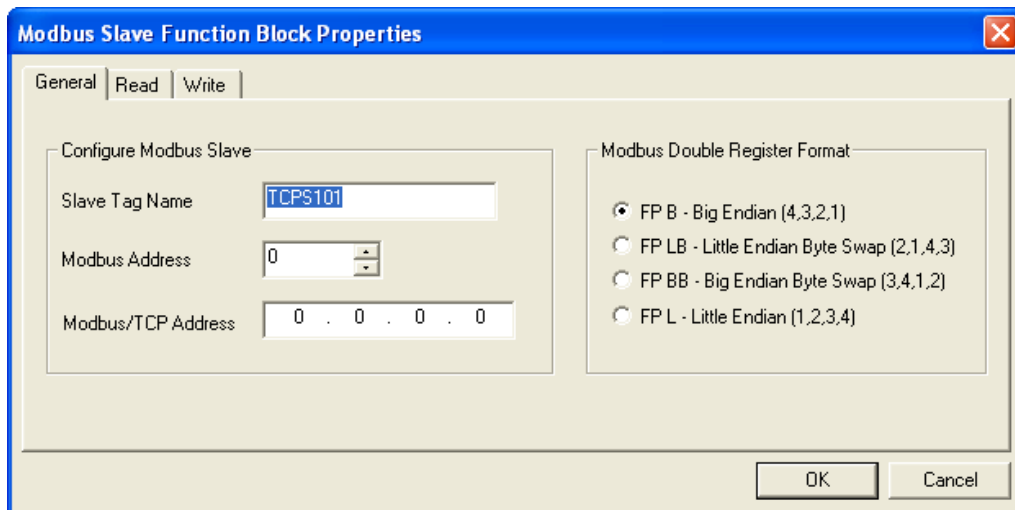 Modbus Slave Function Block Properties
General Read Write
Configure Modbus Slave
Slave Tag Name TCPS101
Modbus Address 0
Modbus/TCP Address 0 . 0 . 0 . 0
Modbus Double Register Format
FP B - Big Endian (4,3,2,1)
FP LB - Little Endian Byte Swap (2,1,4,3)
FP BB - Big Endian Byte Swap (3,4,1,2)
FP L - Little Endian (1,2,3,4)
OK Cancel